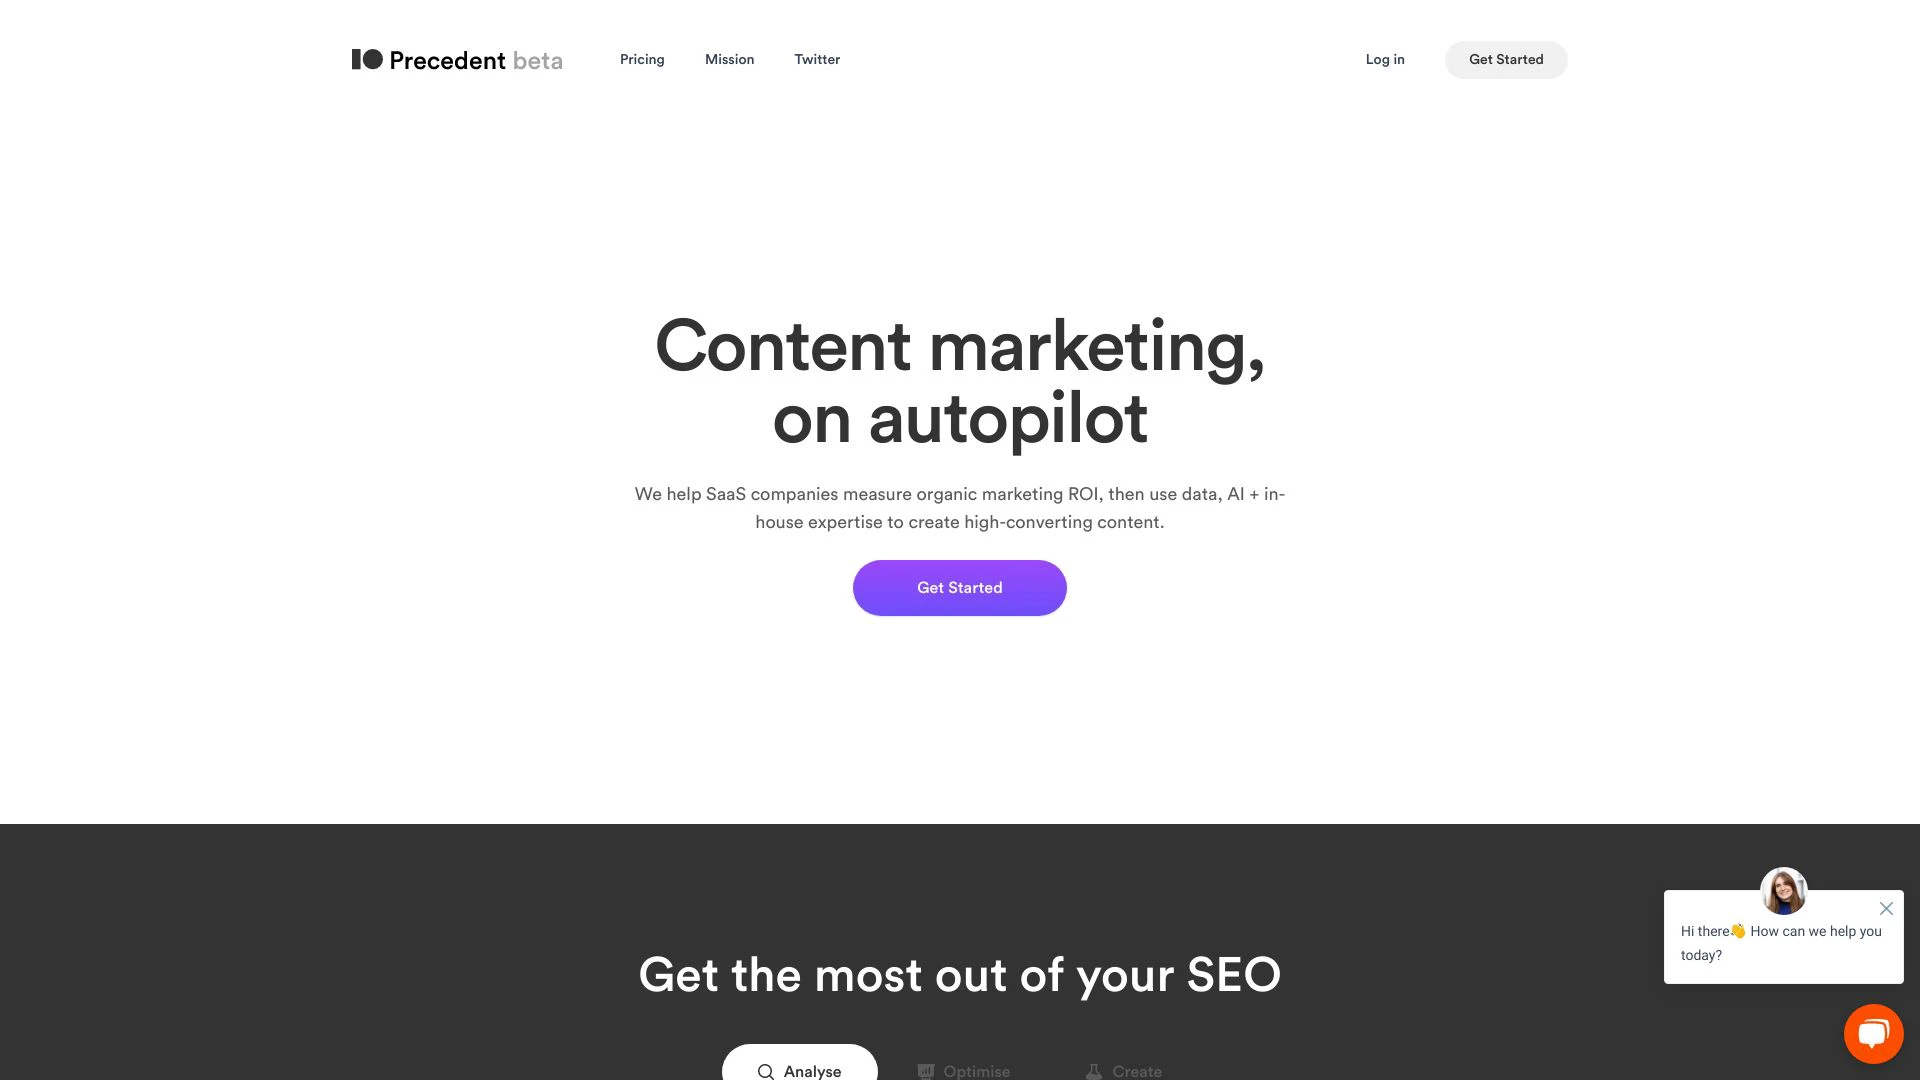 Precedent beta
Pricing
Mission
Twitter
Log in
Get Started
Content marketing,
on autopilot
We help SaaS companies measure organic marketing ROI, then use data, AI + in-
house expertise to create high-converting content.
Get Started
Get the most out of your SEO
Analyse
Optimise
Create
Hi there👋 How can we help you
today?